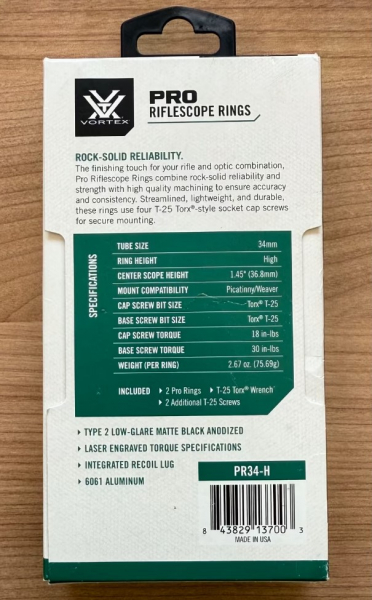 VORTEX
PRO
RIFLESCOPE RINGS
ROCK-SOLID RELIABILITY.
The finishing touch for your rifle and optic combination,
Pro Riflescope Rings combine rock-solid reliability and
strength with high quality machining to ensure accuracy
and consistency. Streamlined, lightweight, and durable,
these rings use four T-25 Torx®-style socket cap screws
for secure mounting.
SPECIFICATIONS
TUBE SIZE 34mm
RING HEIGHT High
CENTER SCOPE HEIGHT 1.45" (36.8mm)
MOUNT COMPATIBILITY Picatinny/Weaver
CAP SCREW BIT SIZE Torx® T-25
BASE SCREW BIT SIZE Torx® T-25
CAP SCREW TORQUE 18 in-lbs
BASE SCREW TORQUE 30 in-lbs
WEIGHT (PER RING) 2.67 oz. (75.69g)
INCLUDED ▸ 2 Pro Rings ▸ T-25 Torx® Wrench
▸ 2 Additional T-25 Screws
▸ TYPE 2 LOW-GLARE MATTE BLACK ANODIZED
▸ LASER ENGRAVED TORQUE SPECIFICATIONS
▸ INTEGRATED RECOIL LUG
▸ 6061 ALUMINUM
PR34-H
8 43829 13700 3
MADE IN USA